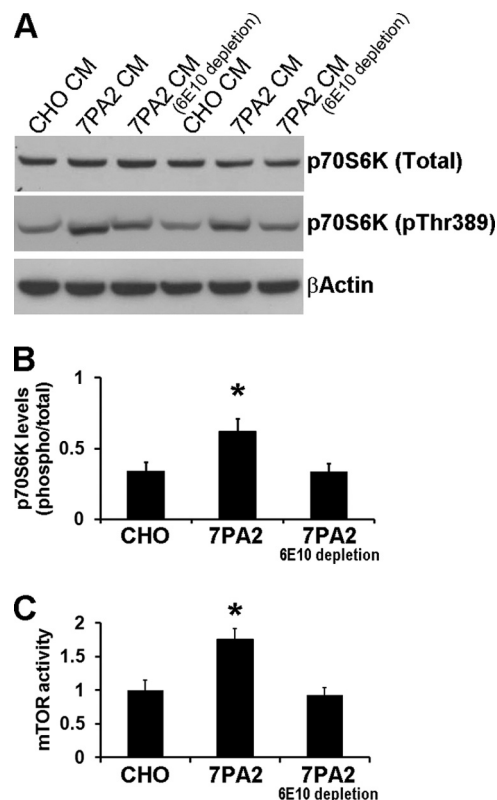 A
CHO CM
7PA2 CM
7PA2 CM
(6E10 depletion)
CHO CM
7PA2 CM
7PA2 CM
(6E10 depletion)
p70S6K (Total)
p70S6K (pThr389)
βActin
B
p70S6K levels
(phospho/total)
1
0.5
0
*
CHO
7PA2
7PA2
6E10 depletion
C
mTOR activity
2
1.5
1
0.5
0
*
CHO
7PA2
7PA2
6E10 depletion